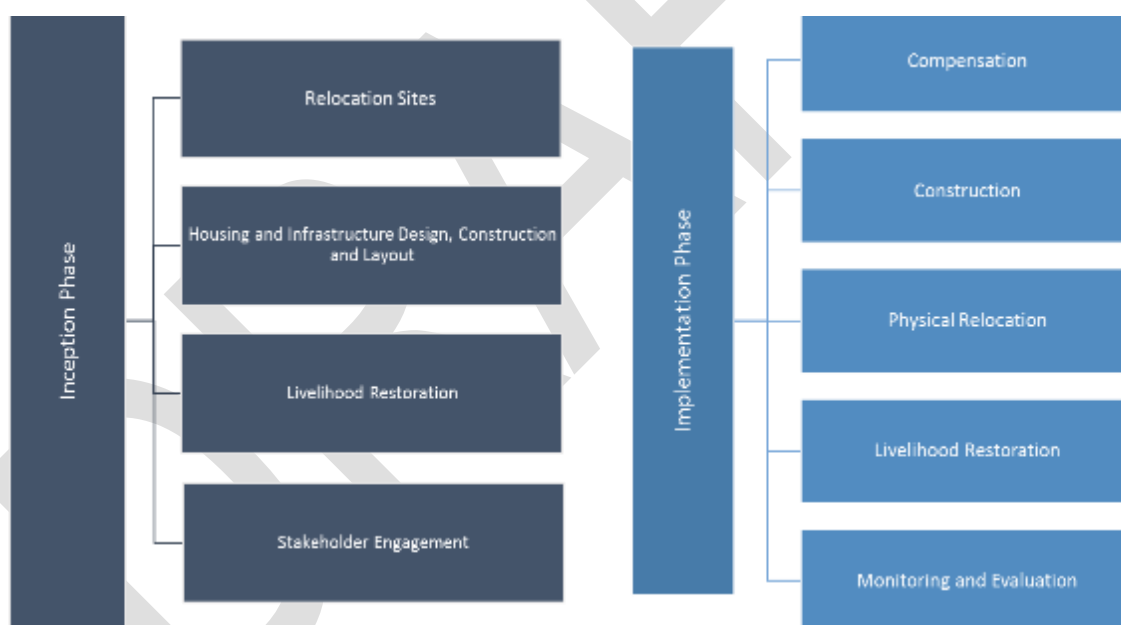 Inception Phase
Relocation Sites
Housing and Infrastructure Design, Construction
and Layout
Livelihood Restoration
Stakeholder Engagement
Implementation Phase
Compensation
Construction
Physical Relocation
Livelihood Restoration
Monitoring and Evaluation